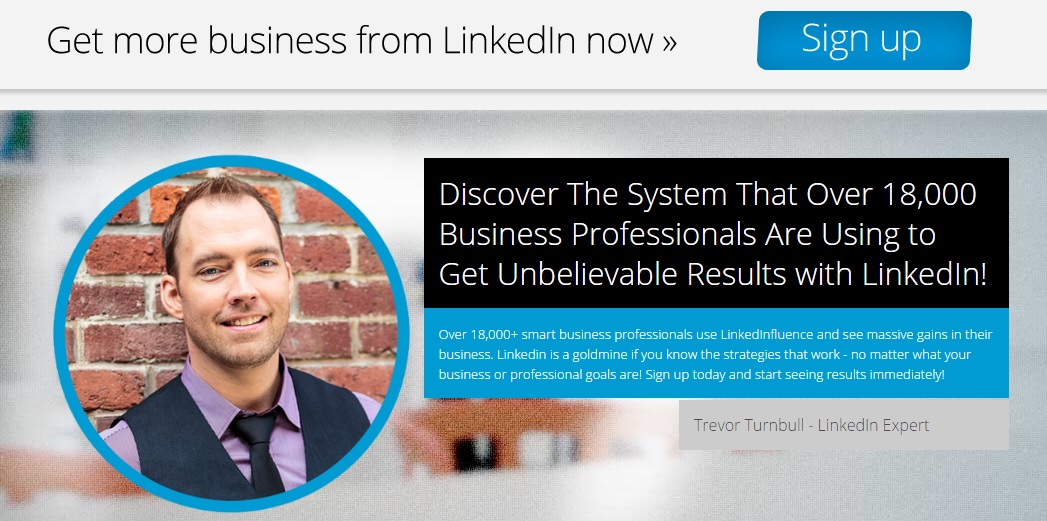 Get more business from LinkedIn now »
Sign up
Discover The System That Over 18,000
Business Professionals Are Using to
Get Unbelievable Results with LinkedIn!
Over 18,000+ smart business professionals use LinkedInfluence and see massive gains in their
business. Linkedin is a goldmine if you know the strategies that work - no matter what your
business or professional goals are! Sign up today and start seeing results immediately!
Trevor Turnbull - LinkedIn Expert